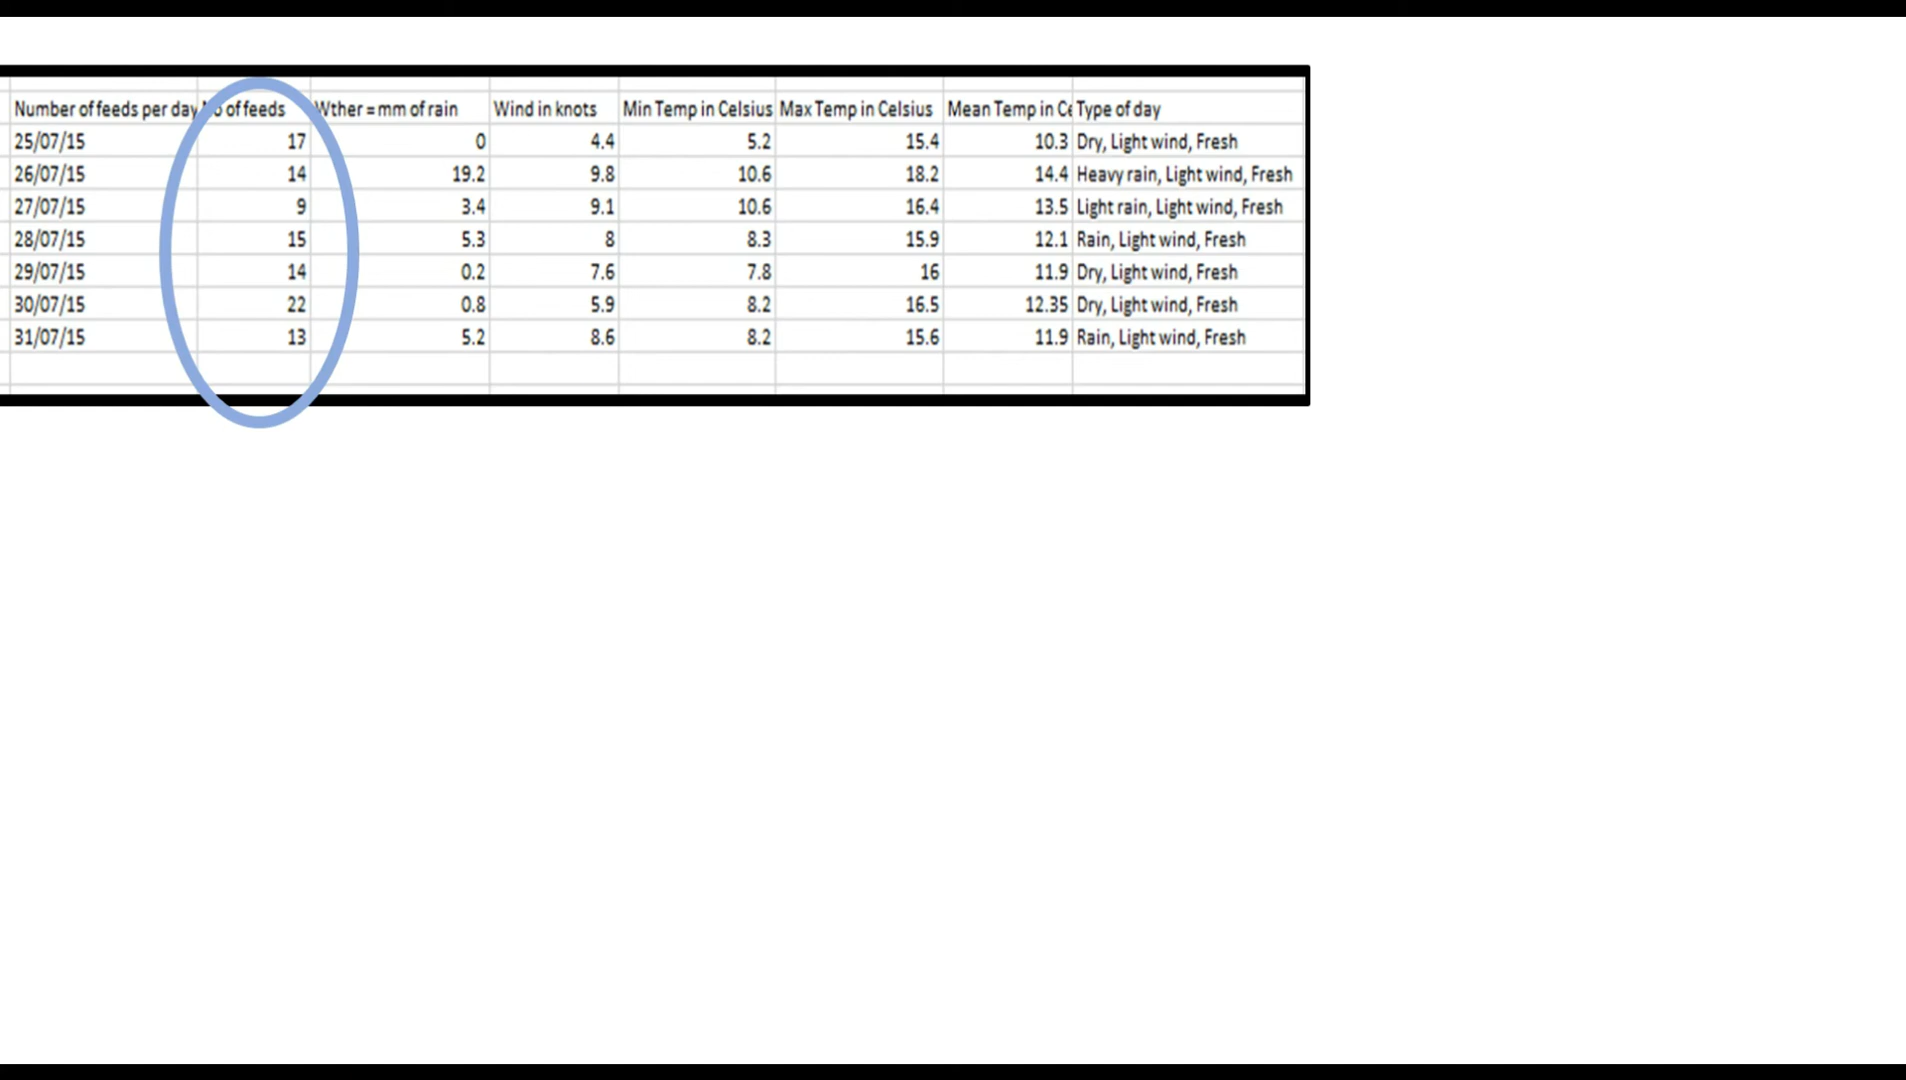 Number of feeds per day No of feeds Wther = mm of rain Wind in knots Min Temp in Celsius Max Temp in Celsius Mean Temp in Ce Type of day
25/07/15 17 0 4.4 5.2 15.4 10.3 Dry, Light wind, Fresh
26/07/15 14 19.2 9.8 10.6 18.2 14.4 Heavy rain, Light wind, Fresh
27/07/15 9 3.4 9.1 10.6 16.4 13.5 Light rain, Light wind, Fresh
28/07/15 15 5.3 8 8.3 15.9 12.1 Rain, Light wind, Fresh
29/07/15 14 0.2 7.6 7.8 16 11.9 Dry, Light wind, Fresh
30/07/15 22 0.8 5.9 8.2 16.5 12.35 Dry, Light wind, Fresh
31/07/15 13 5.2 8.6 8.2 15.6 11.9 Rain, Light wind, Fresh